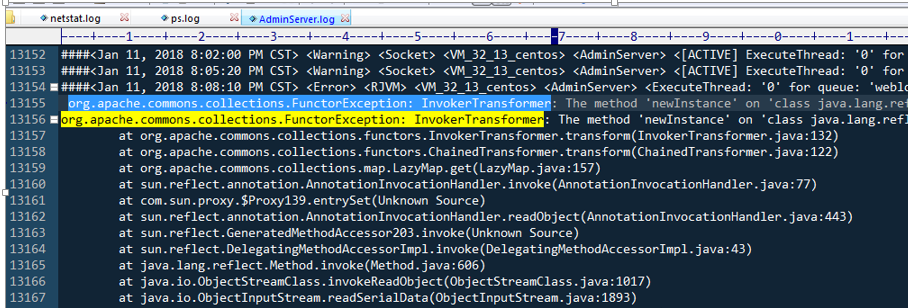 netstat.log ps.log AdminServer.log
----+----1----+----2----+----3----+----4----+----5----+----6----+----7----+----8----+----9----+----0----+----1----
13152 ####<Jan 11, 2018 8:02:00 PM CST> <Warning> <Socket> <VM_32_13_centos> <AdminServer> <[ACTIVE] ExecuteThread: '0' for
13153 ####<Jan 11, 2018 8:05:20 PM CST> <Warning> <Socket> <VM_32_13_centos> <AdminServer> <[ACTIVE] ExecuteThread: '0' for
13154 ####<Jan 11, 2018 8:08:10 PM CST> <Error> <RJVM> <VM_32_13_centos> <AdminServer> <ExecuteThread: '0' for queue: 'weblo
13155 org.apache.commons.collections.FunctorException: InvokerTransformer: The method 'newInstance' on 'class java.lang.re
13156 org.apache.commons.collections.FunctorException: InvokerTransformer: The method 'newInstance' on 'class java.lang.refl
13157 at org.apache.commons.collections.functors.InvokerTransformer.transform(InvokerTransformer.java:132)
13158 at org.apache.commons.collections.functors.ChainedTransformer.transform(ChainedTransformer.java:122)
13159 at org.apache.commons.collections.map.LazyMap.get(LazyMap.java:157)
13160 at sun.reflect.annotation.AnnotationInvocationHandler.invoke(AnnotationInvocationHandler.java:77)
13161 at com.sun.proxy.$Proxy139.entrySet(Unknown Source)
13162 at sun.reflect.annotation.AnnotationInvocationHandler.readObject(AnnotationInvocationHandler.java:443)
13163 at sun.reflect.GeneratedMethodAccessor203.invoke(Unknown Source)
13164 at sun.reflect.DelegatingMethodAccessorImpl.invoke(DelegatingMethodAccessorImpl.java:43)
13165 at java.lang.reflect.Method.invoke(Method.java:606)
13166 at java.io.ObjectStreamClass.invokeReadObject(ObjectStreamClass.java:1017)
13167 at java.io.ObjectInputStream.readSerialData(ObjectInputStream.java:1893)